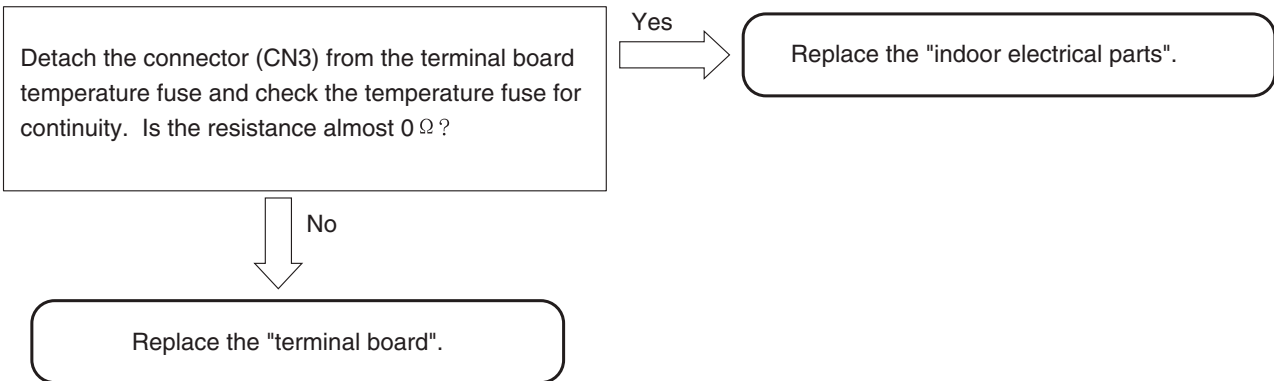 Detach the connector (CN3) from the terminal board
temperature fuse and check the temperature fuse for
continuity. Is the resistance almost 0 Ω ?
Yes
Replace the "indoor electrical parts".
No
Replace the "terminal board".